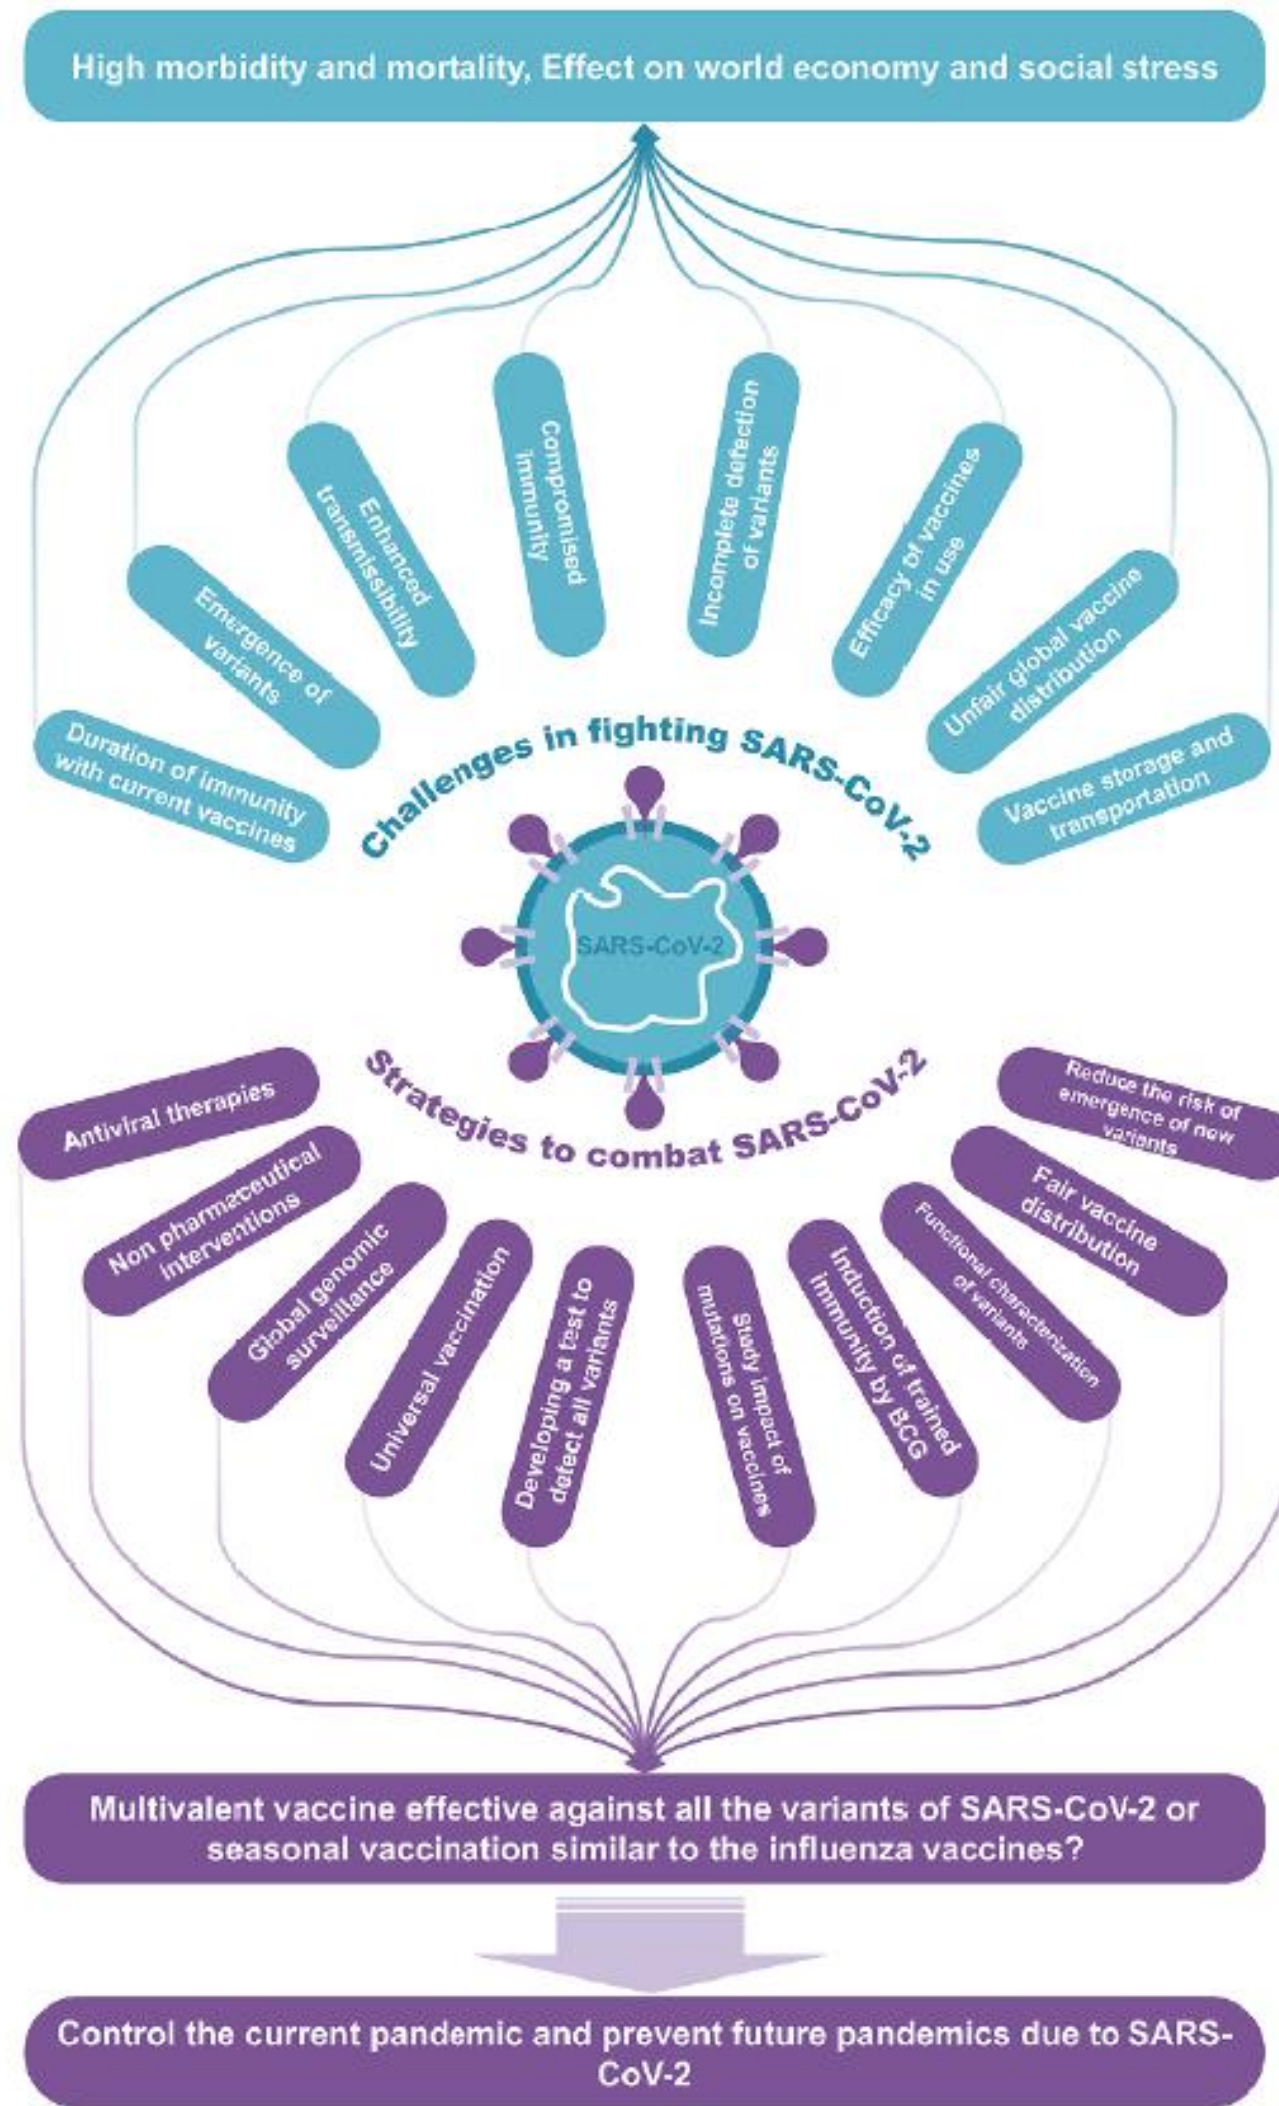 High morbidity and mortality, Effect on world economy and social stress
Duration of immunity
with current vaccines
Emergence of
variants
Enhanced
transmissibility
Compromised
immunity
Incomplete detection
of variants
Efficacy of vaccines
in use
Unfair global vaccine
distribution
Vaccine storage and
transportation
Challenges in fighting SARS-CoV-2
SARS-CoV-2
Strategies to combat SARS-CoV-2
Antiviral therapies
Non pharmaceutical
interventions
Global genomic
surveillance
Universal vaccination
Developing a test to
detect all variants
Study impact of
mutations on vaccines
Induction of trained
immunity by BCG
Functional characterization
of variants
Fair vaccine
distribution
Reduce the risk of
emergence of new
variants
Multivalent vaccine effective against all the variants of SARS-CoV-2 or
seasonal vaccination similar to the influenza vaccines?
Control the current pandemic and prevent future pandemics due to SARS-
CoV-2